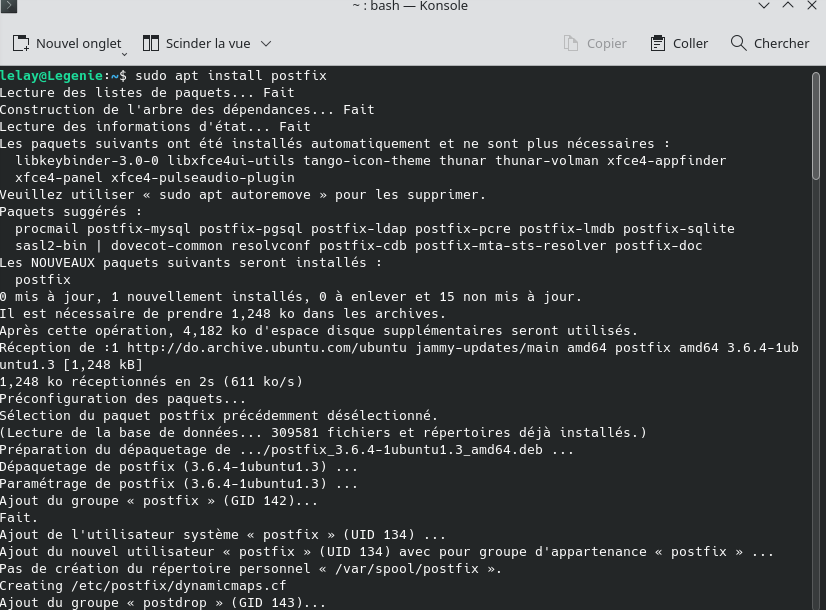 ~ : bash — Konsole
Nouvel onglet
Scinder la vue
Copier
Coller
Chercher
lelay@Legenie:~$ sudo apt install postfix
Lecture des listes de paquets... Fait
Construction de l'arbre des dépendances... Fait
Lecture des informations d'état... Fait
Les paquets suivants ont été installés automatiquement et ne sont plus nécessaires :
  libkeybinder-3.0-0 libxfce4ui-utils tango-icon-theme thunar thunar-volman xfce4-appfinder
  xfce4-panel xfce4-pulseaudio-plugin
Veuillez utiliser « sudo apt autoremove » pour les supprimer.
Paquets suggérés :
  procmail postfix-mysql postfix-pgsql postfix-ldap postfix-pcre postfix-lmdb postfix-sqlite
  sasl2-bin | dovecot-common resolvconf postfix-cdb postfix-mta-sts-resolver postfix-doc
Les NOUVEAUX paquets suivants seront installés :
  postfix
0 mis à jour, 1 nouvellement installés, 0 à enlever et 15 non mis à jour.
Il est nécessaire de prendre 1,248 ko dans les archives.
Après cette opération, 4,182 ko d'espace disque supplémentaires seront utilisés.
Réception de :1 http://do.archive.ubuntu.com/ubuntu jammy-updates/main amd64 postfix amd64 3.6.4-1ub
untu1.3 [1,248 kB]
1,248 ko réceptionnés en 2s (611 ko/s)
Préconfiguration des paquets...
Sélection du paquet postfix précédemment désélectionné.
(Lecture de la base de données... 309581 fichiers et répertoires déjà installés.)
Préparation du dépaquetage de .../postfix_3.6.4-1ubuntu1.3_amd64.deb ...
Dépaquetage de postfix (3.6.4-1ubuntu1.3) ...
Paramétrage de postfix (3.6.4-1ubuntu1.3) ...
Ajout du groupe « postfix » (GID 142)...
Fait.
Ajout de l'utilisateur système « postfix » (UID 134) ...
Ajout du nouvel utilisateur « postfix » (UID 134) avec pour groupe d'appartenance « postfix » ...
Pas de création du répertoire personnel « /var/spool/postfix ».
Creating /etc/postfix/dynamicmaps.cf
Ajout du groupe « postdrop » (GID 143)...